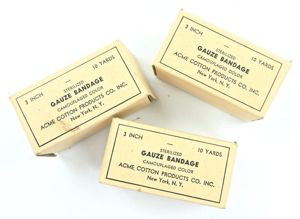 3 INCH 10 YARDS
STERILIZED
GAUZE BANDAGE
CAMOUFLAGED COLOR
ACME COTTON PRODUCTS CO. INC.
New York, N. Y.
3 INCH 10 YARDS
STERILIZED
GAUZE BANDAGE
CAMOUFLAGED COLOR
ACME COTTON PRODUCTS CO. INC.
New York, N. Y.
3 INCH 10 YARDS
STERILIZED
GAUZE BANDAGE
CAMOUFLAGED COLOR
ACME COTTON PRODUCTS CO. INC.
New York, N. Y.